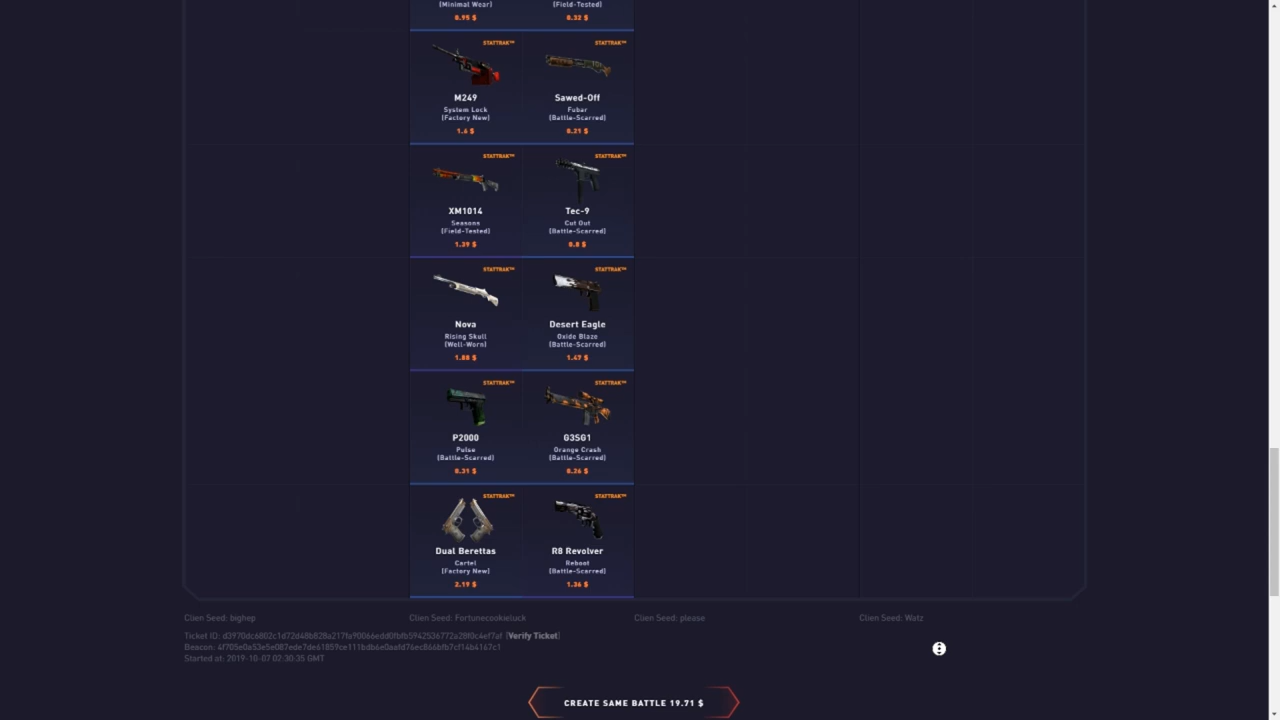 (Minimal Wear) (Field-Tested)
0.95 $ 0.32 $
STATTRAK™ STATTRAK™
M249 Sawed-Off
System Lock Fubar
(Factory New) (Battle-Scarred)
1.6 $ 0.21 $
STATTRAK™ STATTRAK™
XM1014 Tec-9
Seasons Cut Out
(Field-Tested) (Battle-Scarred)
1.39 $ 0.8 $
STATTRAK™ STATTRAK™
Nova Desert Eagle
Rising Skull Oxide Blaze
(Well-Worn) (Battle-Scarred)
1.88 $ 1.47 $
STATTRAK™ STATTRAK™
P2000 G3SG1
Pulse Orange Crash
(Battle-Scarred) (Battle-Scarred)
0.31 $ 0.26 $
STATTRAK™ STATTRAK™
Dual Berettas R8 Revolver
Cartel Reboot
(Factory New) (Battle-Scarred)
2.19 $ 1.36 $
Clien Seed: bighep Clien Seed: Fortunecookieluck Clien Seed: please Clien Seed: Watz
Ticket ID: (Verify Ticket)
Beacon:
Started at: 2019-10-07 02:30:35 GMT
CREATE SAME BATTLE 19.71 $